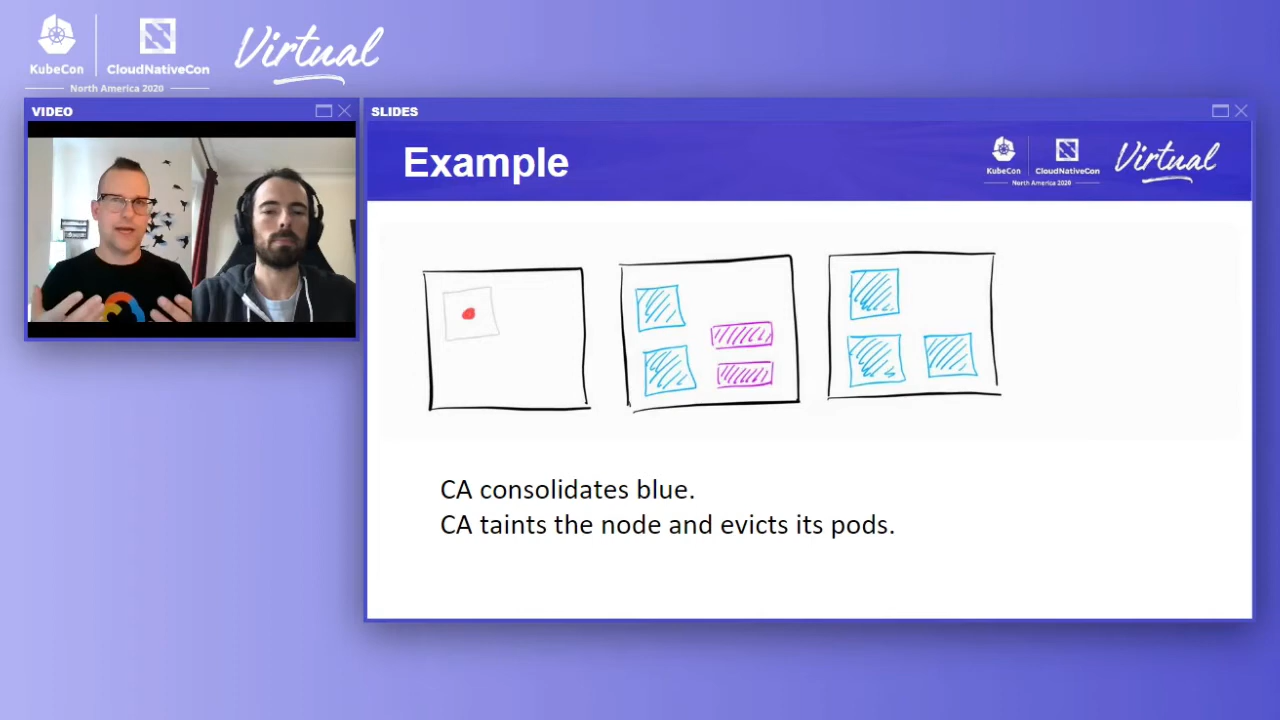 KubeCon
CloudNativeCon
Virtual
North America 2020
VIDEO
SLIDES
Example
KubeCon
CloudNativeCon
Virtual
North America 2020
CA consolidates blue.
CA taints the node and evicts its pods.